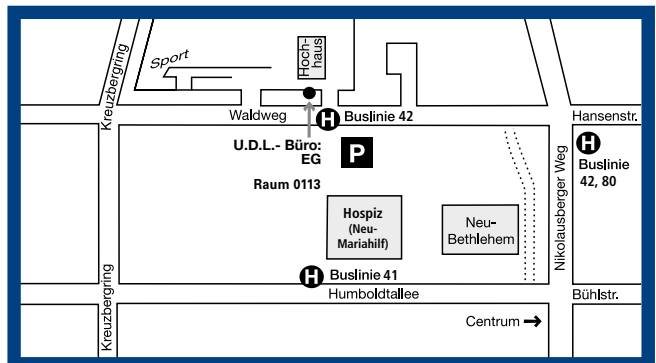 Kreuzbergring
Sport
Hoch-
haus
Waldweg
H Buslinie 42
Hansenstr.
U.D.L.- Büro:
EG
P
Raum 0113
H
Buslinie
42, 80
Nikolausberger Weg
Hospiz
(Neu-
Mariahilf)
Neu-
Bethlehem
Kreuzbergring
H Buslinie 41
Humboldtallee
Bühlstr.
Centrum →